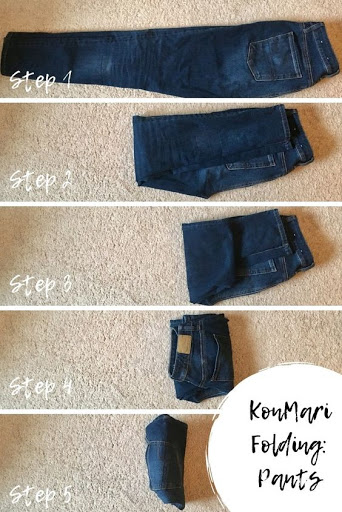 Step 1
Step 2
Step 3
Step 4
Step 5
KonMari
Folding:
Pants